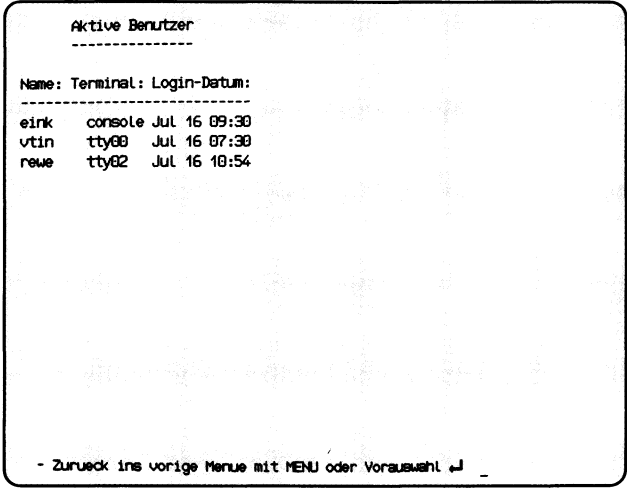 Aktive Benutzer
----------------
Name: Terminal: Login-Datum:
------------------------------
eink console Jul 16 09:30
vtin tty00 Jul 16 07:30
rewe tty02 Jul 16 10:54
- Zurueck ins vorige Menue mit MENU oder Vorauswahl ↵ _